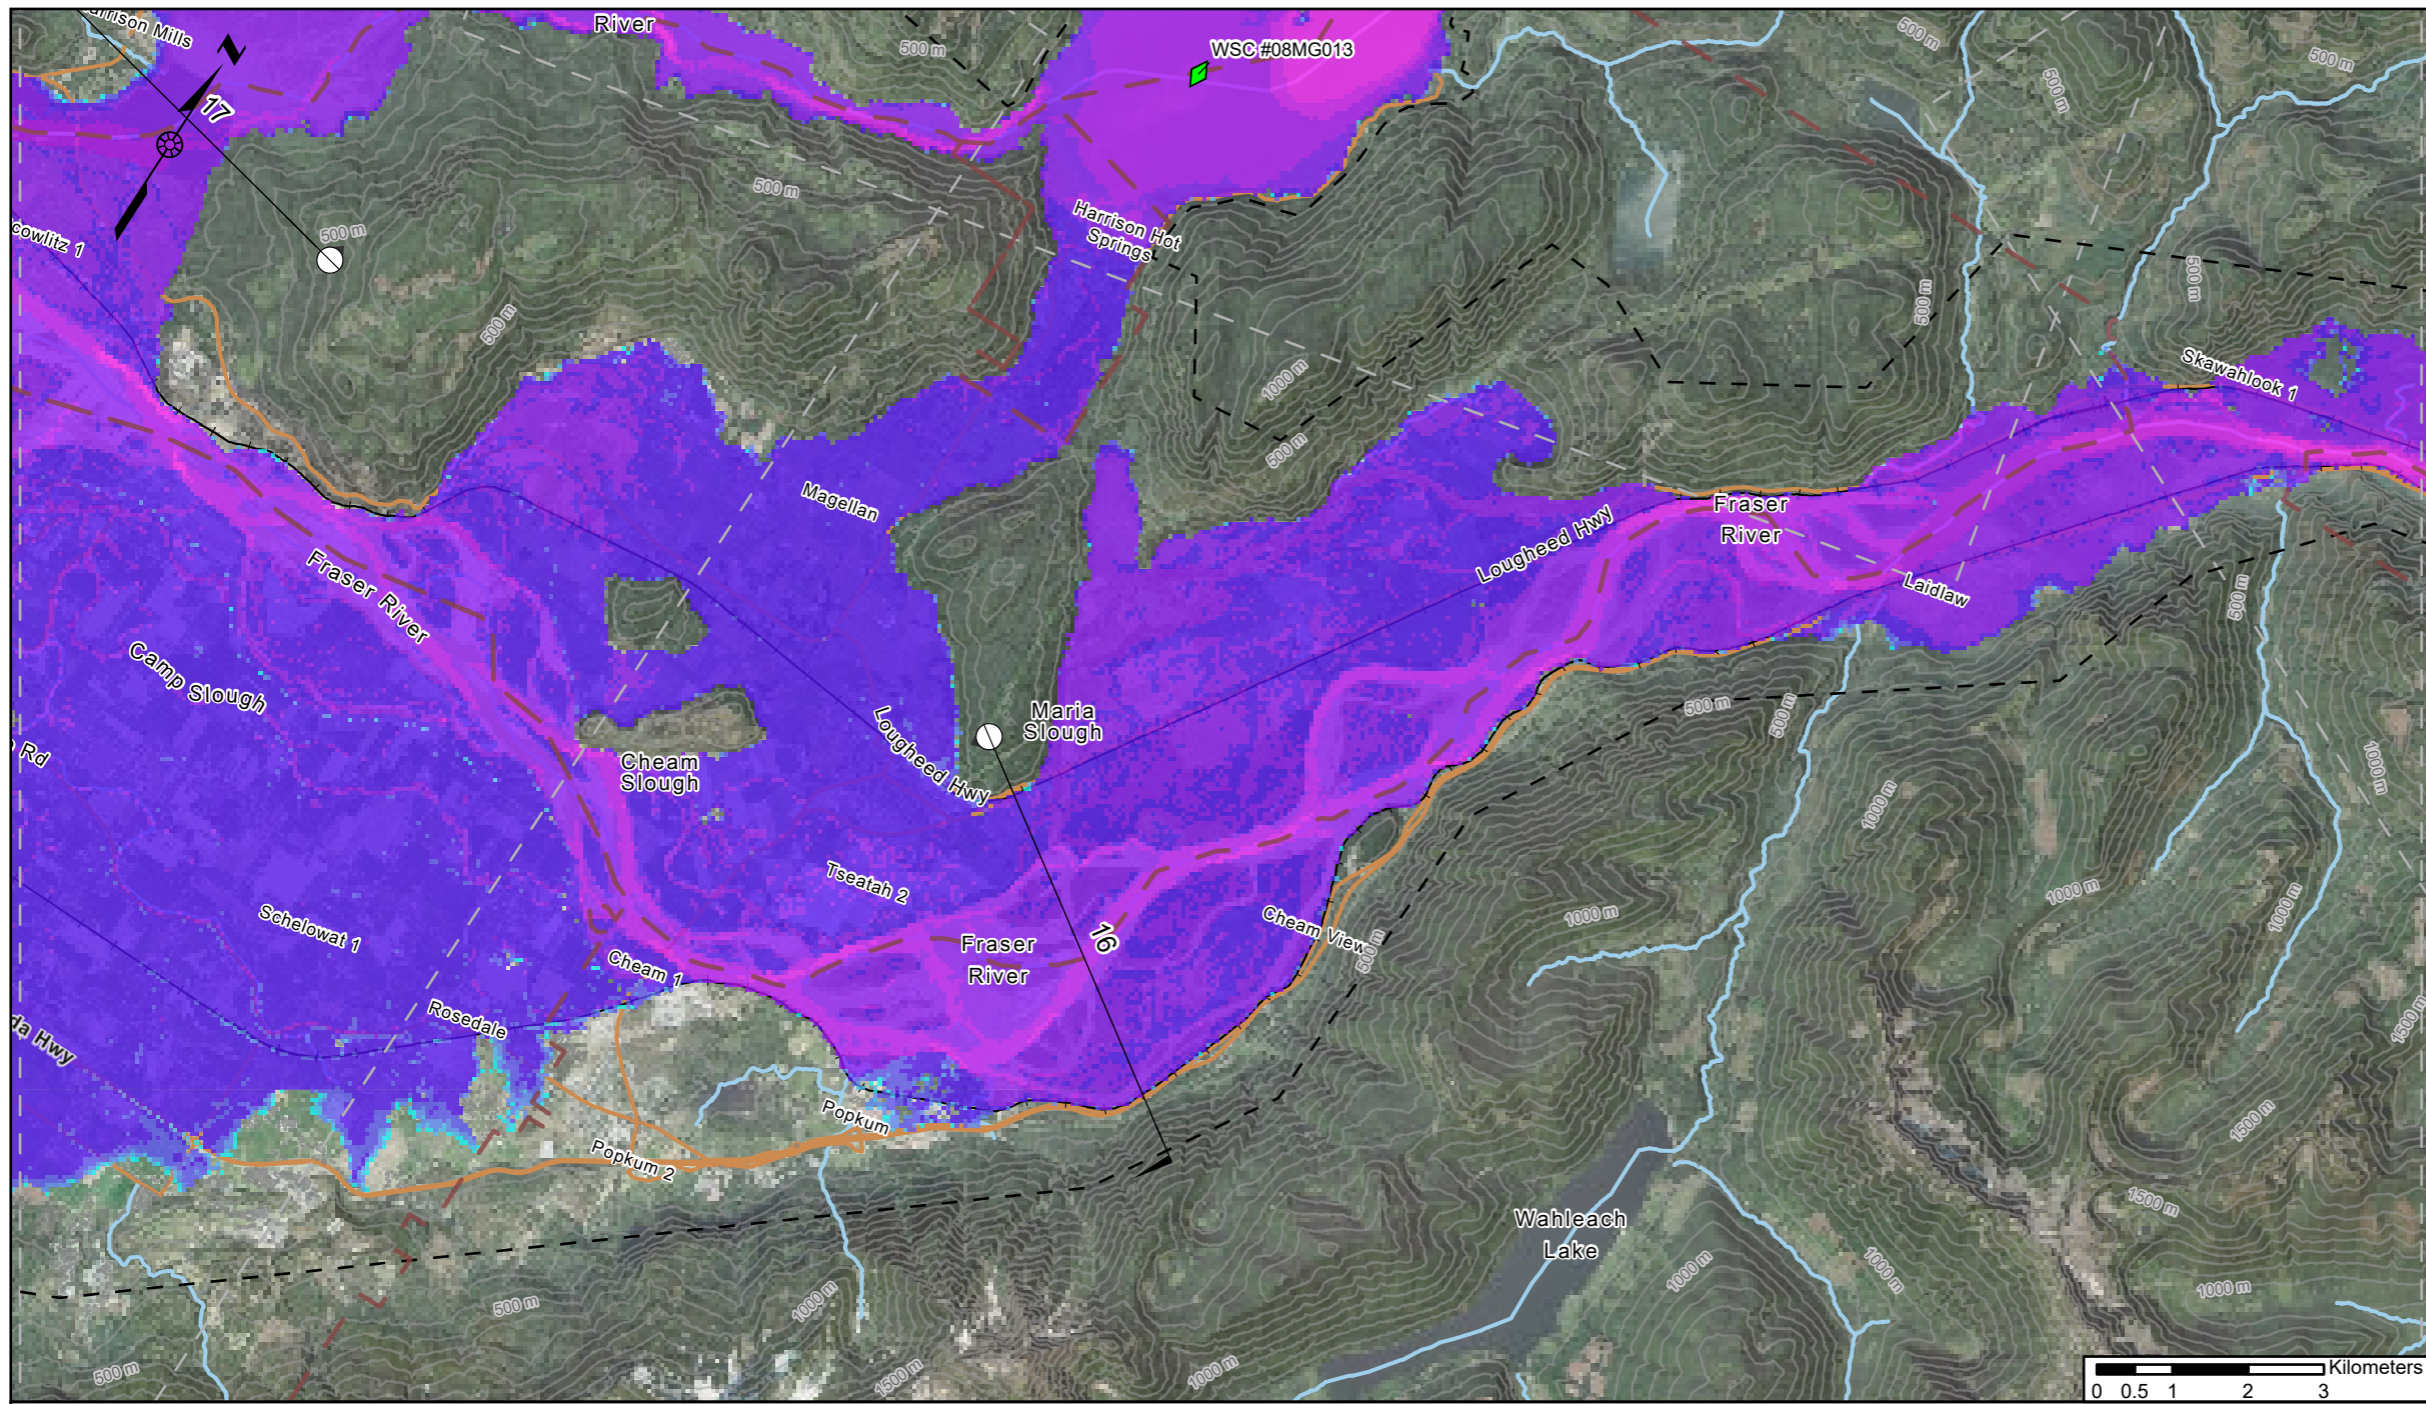 River
WSC #08MG013
N
17
500 m
500 m
500 m
500 m
500 m
500 m
500 m
500 m
500 m
500 m
Harrison Hot
Springs
1000 m
500 m
Skawahlook 1
Magellan
Lougheed Hwy
Fraser
River
Laidlaw
Fraser River
Camp Slough
Maria
Slough
Lougheed Hwy
Cheam
Slough
500 m
500 m
500 m
1000 m
1000 m
Rd
Tseatah 2
Schelowat 1
Cheam 1
Fraser
River
16
Cheam View
500 m
1000 m
1000 m
1000 m
1500 m
Rosedale
Hwy
Popkum
Popkum 2
1500 m
1500 m
Wahleach
Lake
1000 m
1000 m
1000 m
500 m
1000 m
500 m
1500 m
1000 m
Kilometers
0 0.5 1 2 3